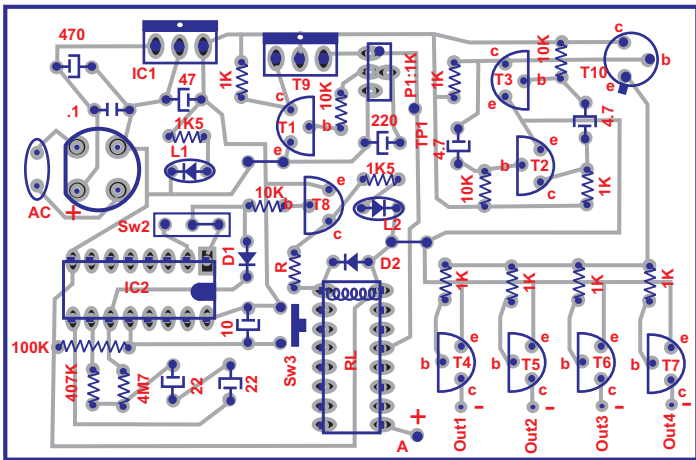 470
IC1
47
.1
1K5
L1
AC
+
1K
T9
c
T1
b
e
10K
P1:1K
220
TP1
1K
c
T3
b
e
10K
c
T10
b
e
4.7
4.7
b
T2
e
c
10K
1K
Sw2
10K
b
T8
e
c
1K5
L2
D1
R
D2
IC2
10
Sw3
RL
100K
407K
4M7
22
22
+
A
1K
1K
1K
1K
e
b
T4
c
-
Out1
e
b
T5
c
-
Out2
e
b
T6
c
-
Out3
e
b
T7
c
-
Out4